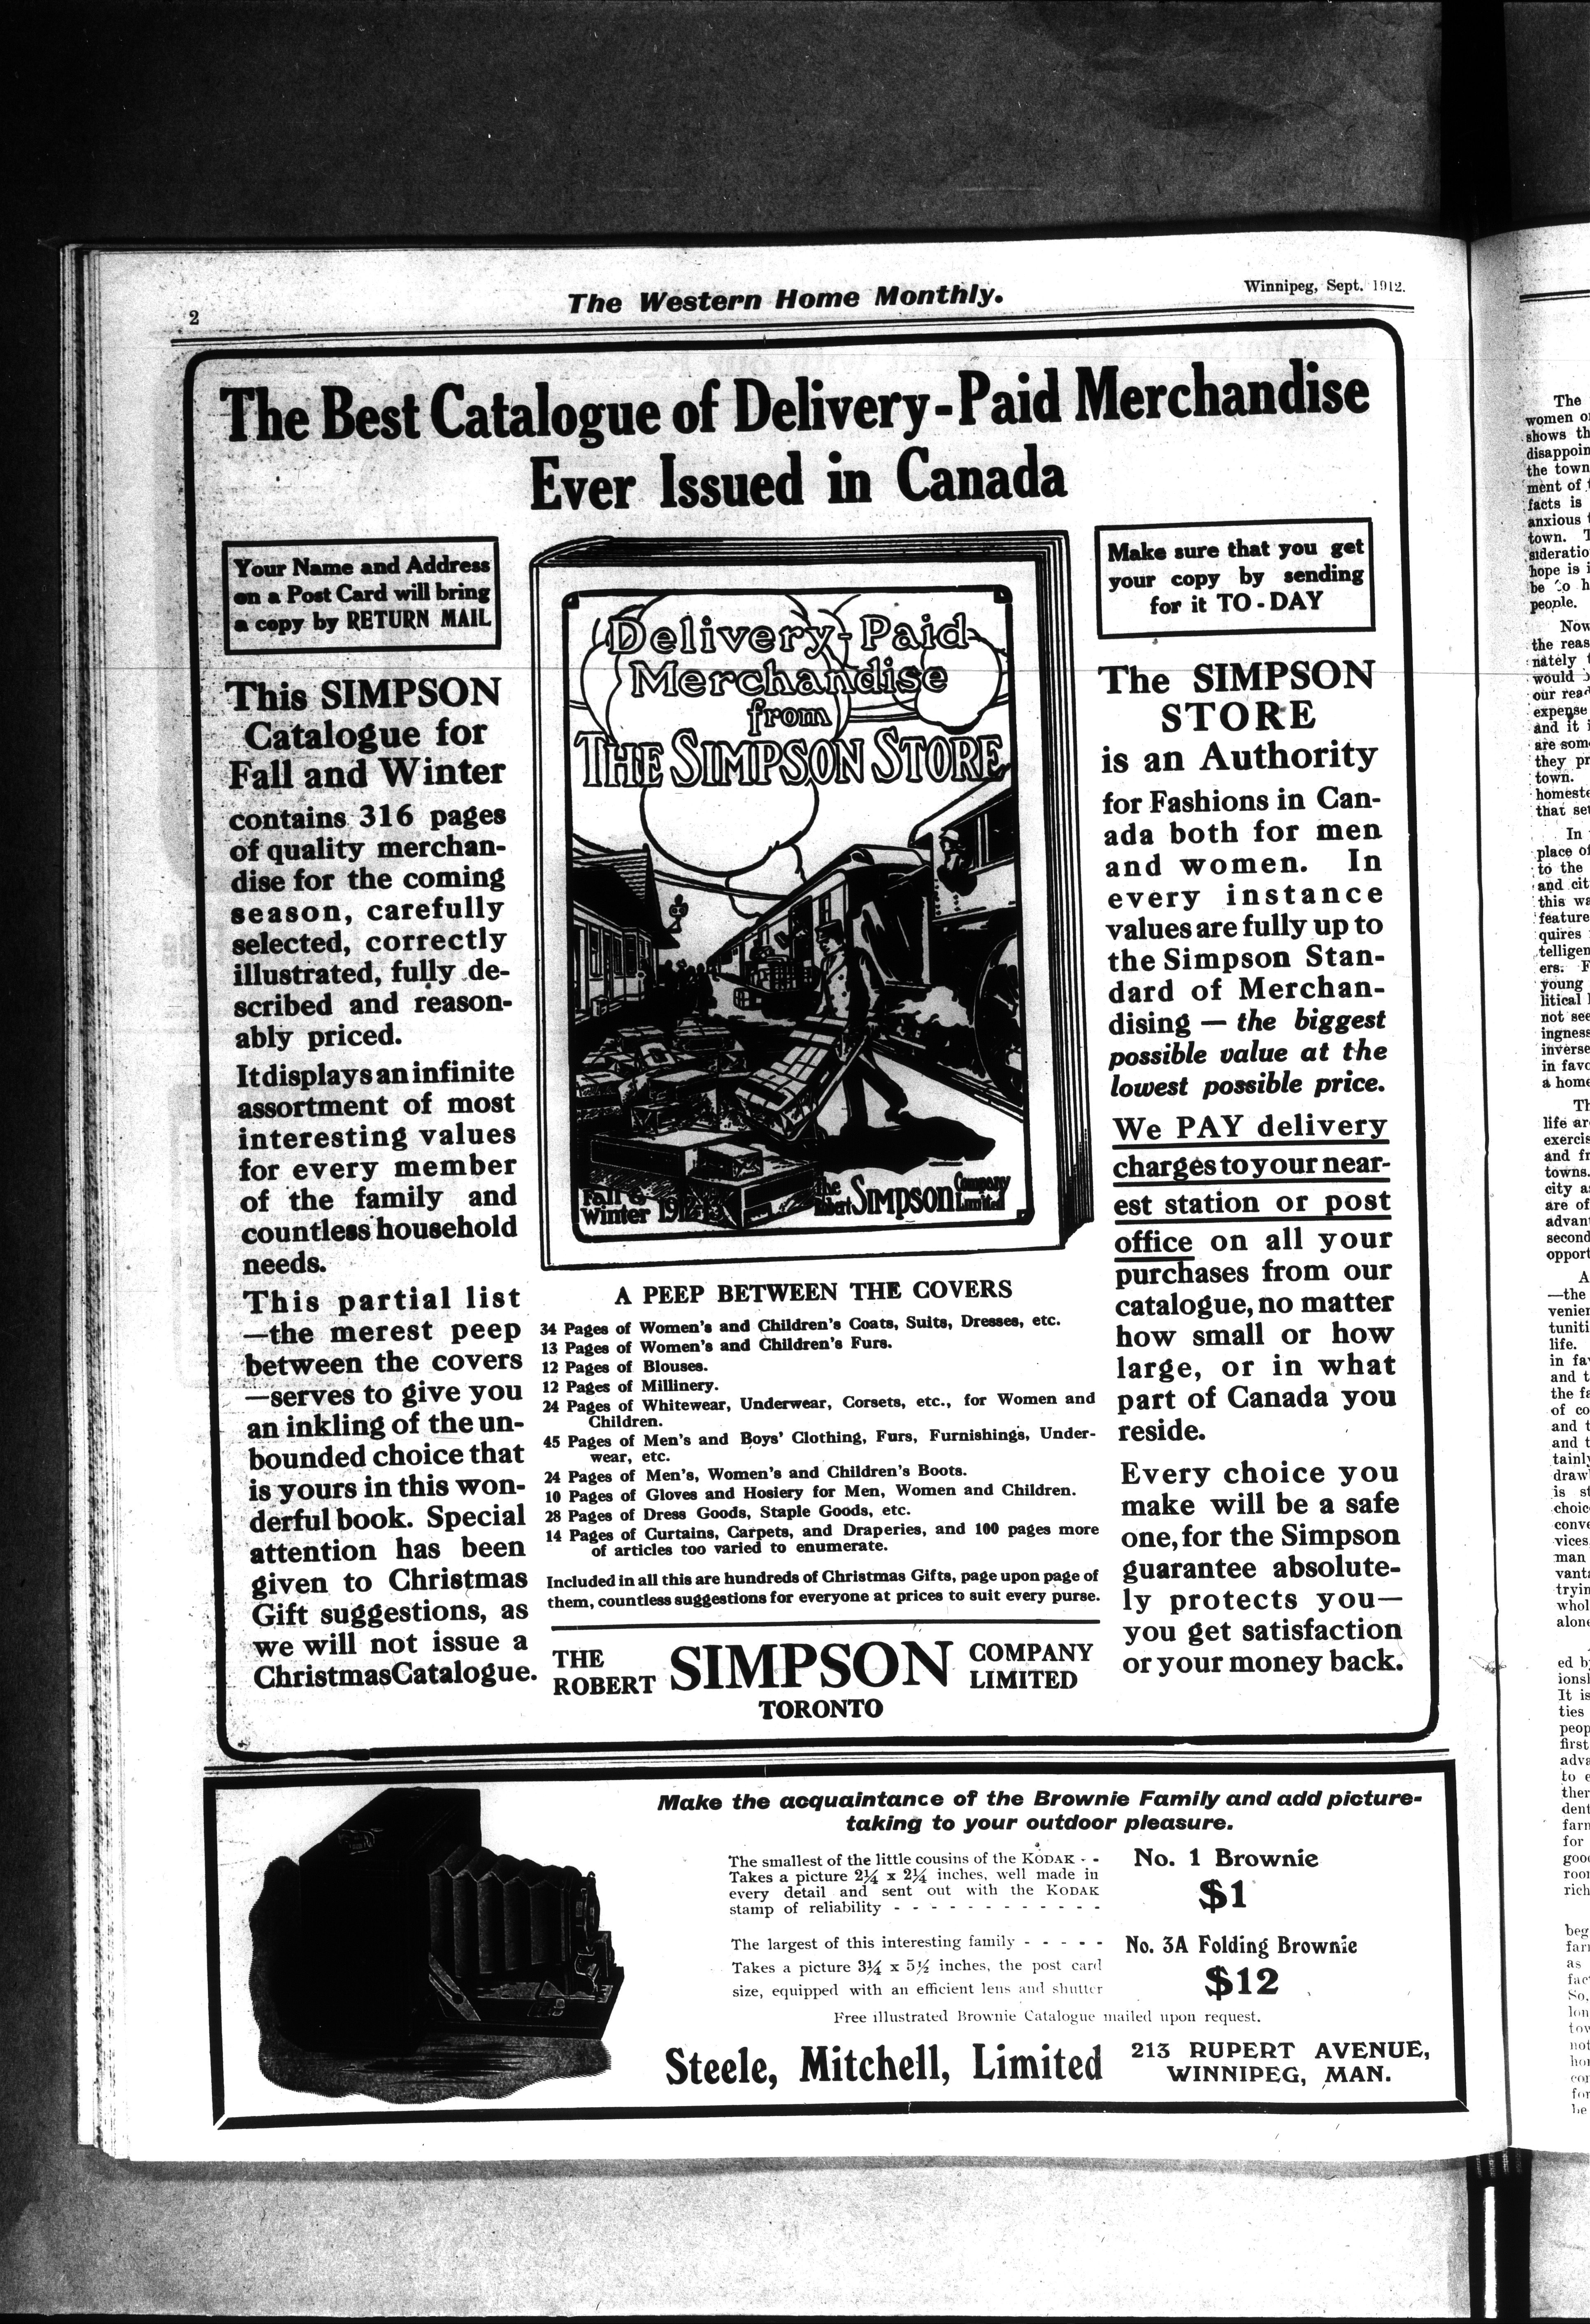 2
The Western Home Monthly.
Winnipeg, Sept. 1912.
The Best Catalogue of Delivery-Paid Merchandise
Ever Issued in Canada
Your Name and Address
on a Post Card will bring
a copy by RETURN MAIL
This SIMPSON
Catalogue for
Fall and Winter
contains 316 pages
of quality merchan-
dise for the coming
season, carefully
selected, correctly
illustrated, fully de-
scribed and reason-
ably priced.
It displays an infinite
assortment of most
interesting values
for every member
of the family and
countless household
needs.
This partial list
—the merest peep
between the covers
—serves to give you
an inkling of the un-
bounded choice that
is yours in this won-
derful book. Special
attention has been
given to Christmas
Gift suggestions, as
we will not issue a
Christmas Catalogue.
Delivery-Paid
Merchandise
from
THE SIMPSON STORE
Fall &
Winter 1912-13
The Robert Simpson Company Limited
A PEEP BETWEEN THE COVERS
34 Pages of Women's and Children's Coats, Suits, Dresses, etc.
13 Pages of Women's and Children's Furs.
12 Pages of Blouses.
12 Pages of Millinery.
24 Pages of Whitewear, Underwear, Corsets, etc., for Women and
Children.
45 Pages of Men's and Boys' Clothing, Furs, Furnishings, Under-
wear, etc.
24 Pages of Men's, Women's and Children's Boots.
10 Pages of Gloves and Hosiery for Men, Women and Children.
28 Pages of Dress Goods, Staple Goods, etc.
14 Pages of Curtains, Carpets, and Draperies, and 100 pages more
of articles too varied to enumerate.
Included in all this are hundreds of Christmas Gifts, page upon page of
them, countless suggestions for everyone at prices to suit every purse.
THE ROBERT SIMPSON COMPANY LIMITED
TORONTO
Make sure that you get
your copy by sending
for it TO-DAY
The SIMPSON
STORE
is an Authority
for Fashions in Can-
ada both for men
and women. In
every instance
values are fully up to
the Simpson Stan-
dard of Merchan-
dising — the biggest
possible value at the
lowest possible price.
We PAY delivery
charges to your near-
est station or post
office on all your
purchases from our
catalogue, no matter
how small or how
large, or in what
part of Canada you
reside.
Every choice you
make will be a safe
one, for the Simpson
guarantee absolute-
ly protects you—
you get satisfaction
or your money back.
Make the acquaintance of the Brownie Family and add picture-
taking to your outdoor pleasure.
The smallest of the little cousins of the KODAK - -
Takes a picture 2¼ x 2¼ inches, well made in
every detail and sent out with the KODAK
stamp of reliability - - - - - - - - - - -
No. 1 Brownie
$1
The largest of this interesting family - - - - -
Takes a picture 3¼ x 5½ inches, the post card
size, equipped with an efficient lens and shutter
No. 3A Folding Brownie
$12
Free illustrated Brownie Catalogue mailed upon request.
Steele, Mitchell, Limited
213 RUPERT AVENUE,
WINNIPEG, MAN.